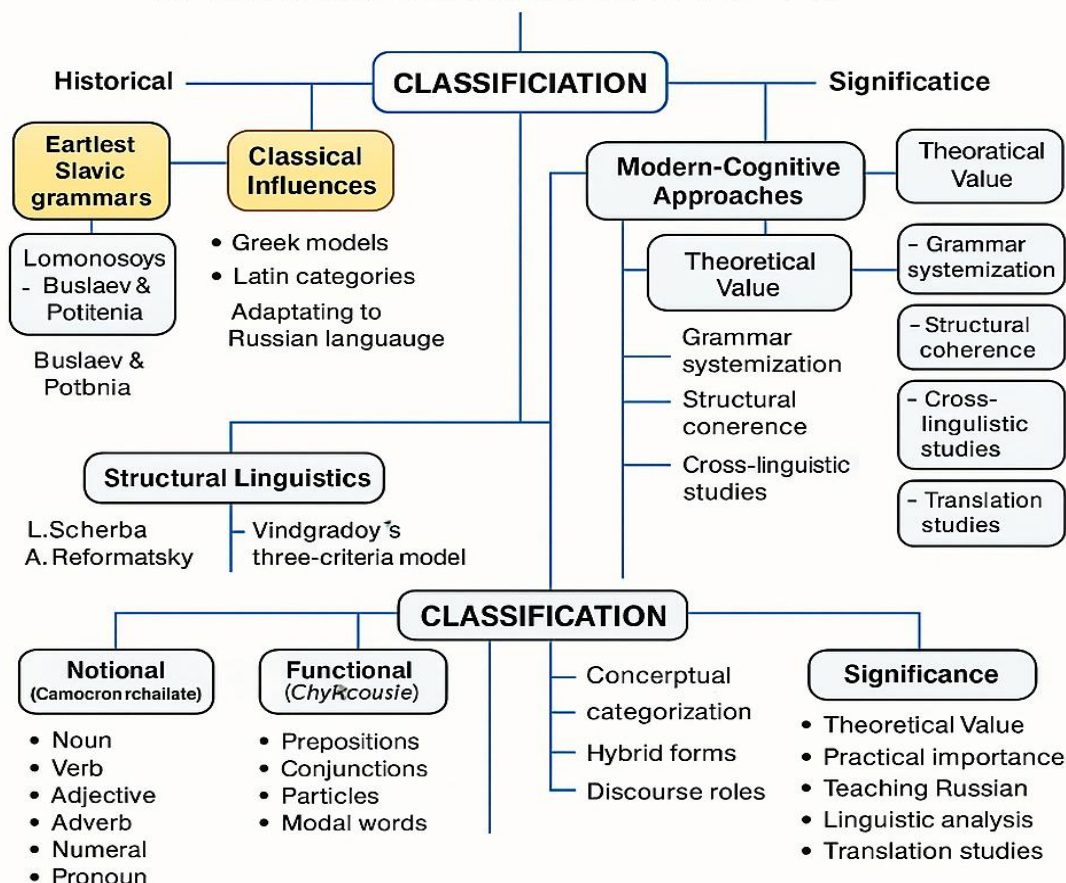 CLASSIFICIATION
Historical
Significatice
Eartlest
Slavic
grammars
Classical
Influences
Lomonosoys
- Buslaev &
Potitenia
Buslaev &
Potbnia
• Greek models
• Latin categories
Adaptating to
Russian languauge
Modern-Cognitive
Approaches
Theoratical
Value
Theoretical
Value
Grammar
systemization
Structural
conerence
Cross-linguistic
studies
– Grammar
systemization
– Structural
coherence
– Cross-
lingulistic
studies
– Translation
studies
Structural Linguistics
L.Scherba
A. Reformatsky
Vindgradoy's
three-criteria model
CLASSIFICATION
Notional
(Camocron rchailate)
• Noun
• Verb
• Adjective
• Adverb
• Numeral
• Pronoun
Functional
(ChyRcousie)
• Prepositions
• Conjunctions
• Particles
• Modal words
Concerptual
categorization
Hybrid forms
Discourse roles
Significance
• Theoretical Value
• Practical importance
• Teaching Russian
• Linguistic analysis
• Translation studies